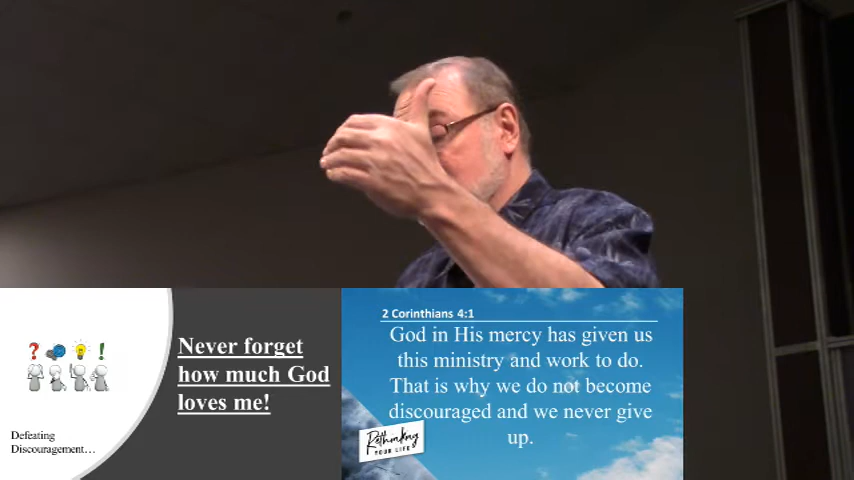 ? !
Defeating
Discouragement...
Never forget
how much God
loves me!
2 Corinthians 4:1
God in His mercy has given us
this ministry and work to do.
That is why we do not become
discouraged and we never give
up.
Rethinking
YOUR LIFE